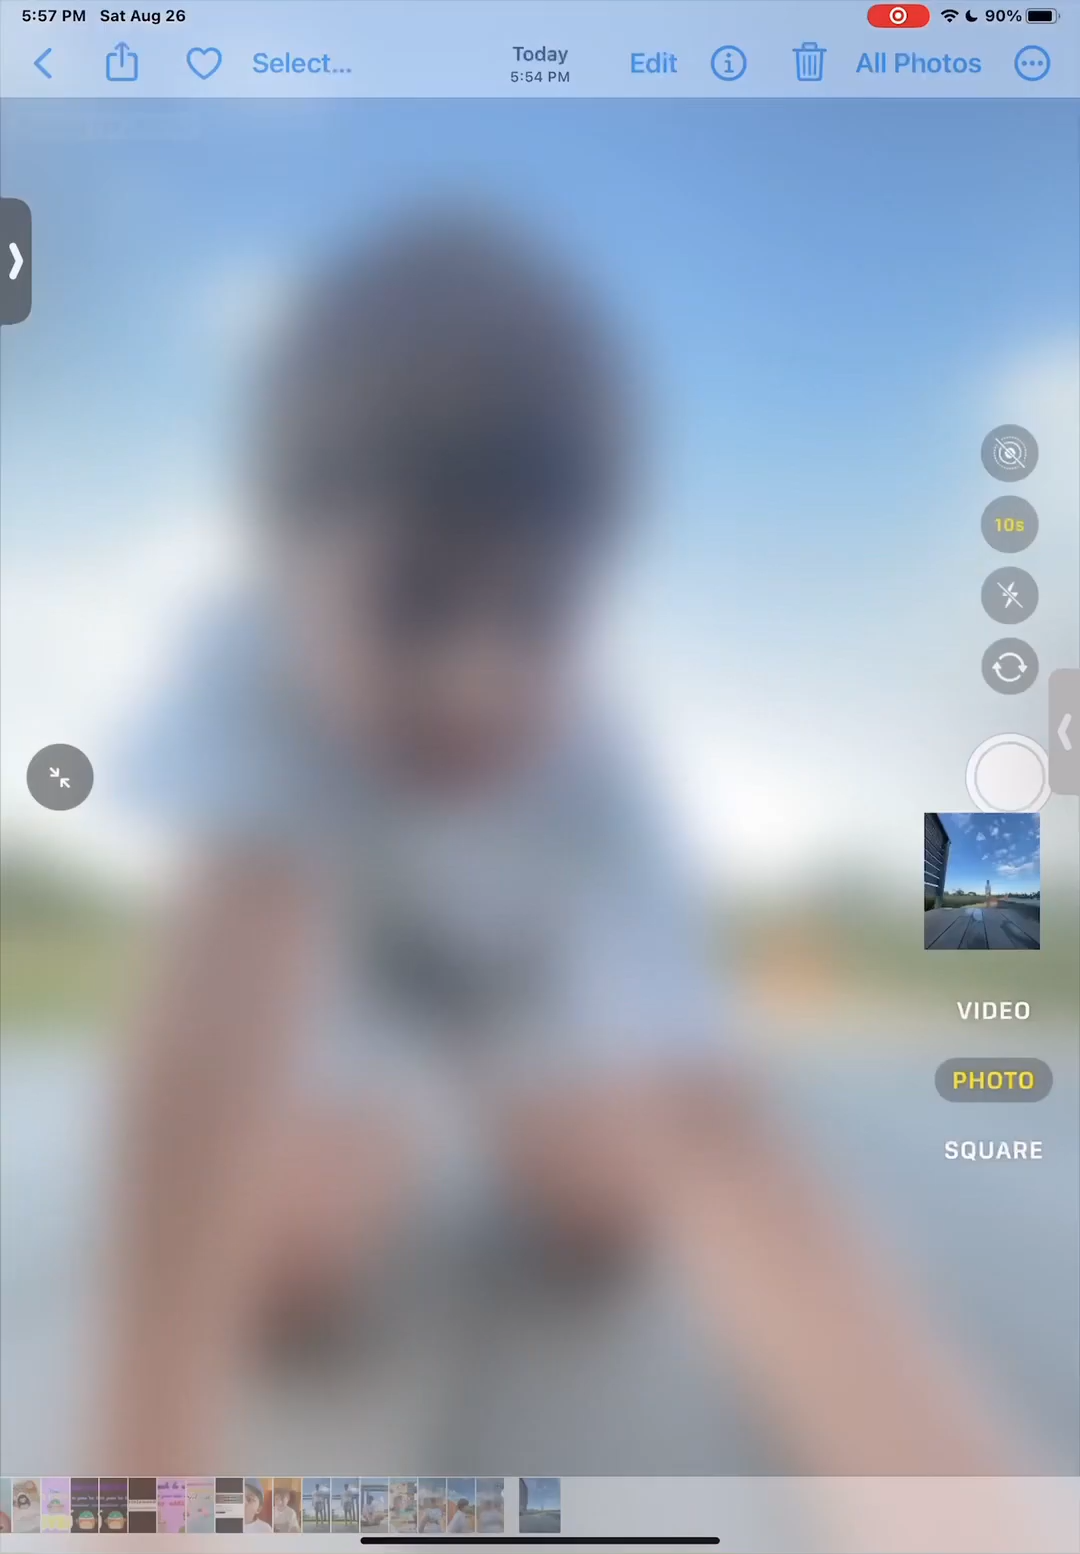 5:57 PM Sat Aug 26
90%
Select...
Today
5:54 PM
Edit
All Photos
10s
VIDEO
PHOTO
SQUARE